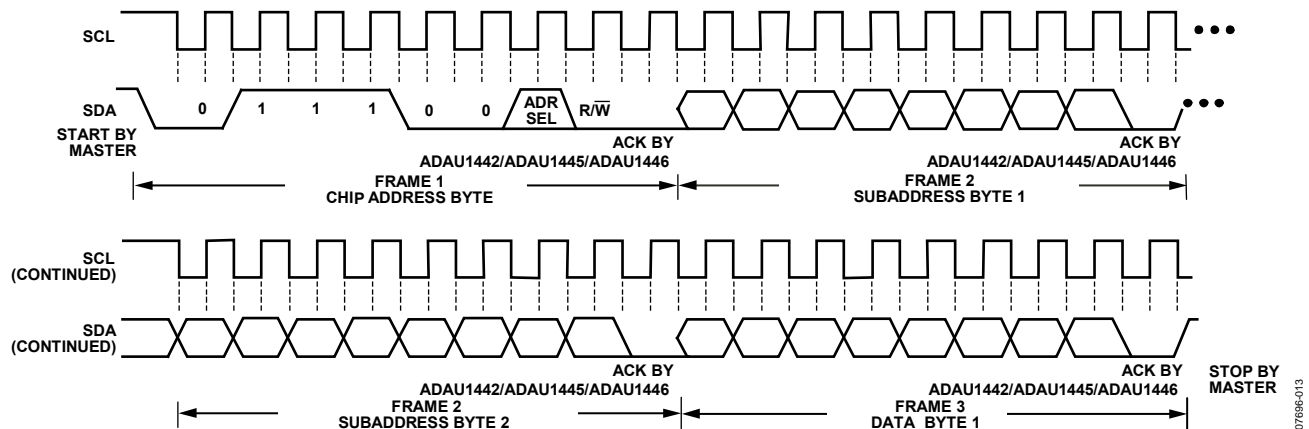 SCL
SDA
0 1 1 1 0 0 ADR SEL R/W̅
START BY
MASTER
ACK BY
ADAU1442/ADAU1445/ADAU1446
ACK BY
ADAU1442/ADAU1445/ADAU1446
FRAME 1
CHIP ADDRESS BYTE
FRAME 2
SUBADDRESS BYTE 1
SCL
(CONTINUED)
SDA
(CONTINUED)
ACK BY
ADAU1442/ADAU1445/ADAU1446
ACK BY
ADAU1442/ADAU1445/ADAU1446
STOP BY
MASTER
FRAME 2
SUBADDRESS BYTE 2
FRAME 3
DATA BYTE 1
07696-013